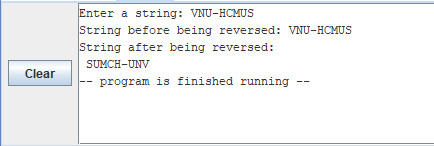 Enter a string: VNU-HCMUS
String before being reversed: VNU-HCMUS
String after being reversed:
 SUMCH-UNV
-- program is finished running --
Clear